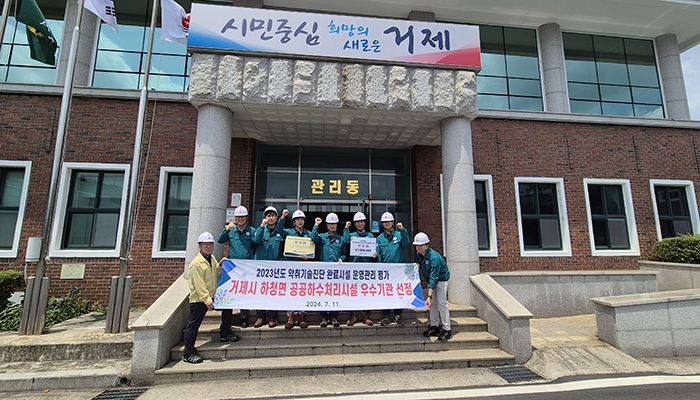 시민중심 희망의 새로운 거제
관리동
2023년도 악취기술진단 완료시설 운영관리 평가
거제시 하청면 공공하수처리시설 우수기관 선정
2024. 7. 11.